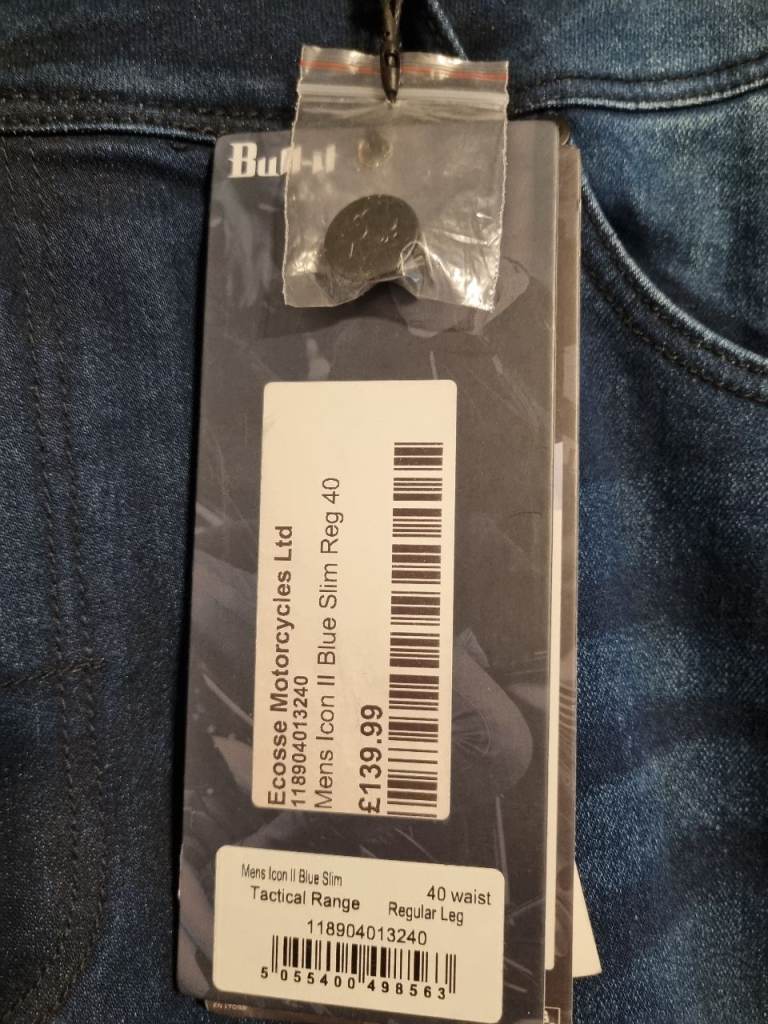 Bull-it
Ecosse Motorcycles Ltd
118904013240
Mens Icon II Blue Slim Reg 40
£139.99
Mens Icon II Blue Slim
Tactical Range
40 waist
Regular Leg
118904013240
5 055400 498563